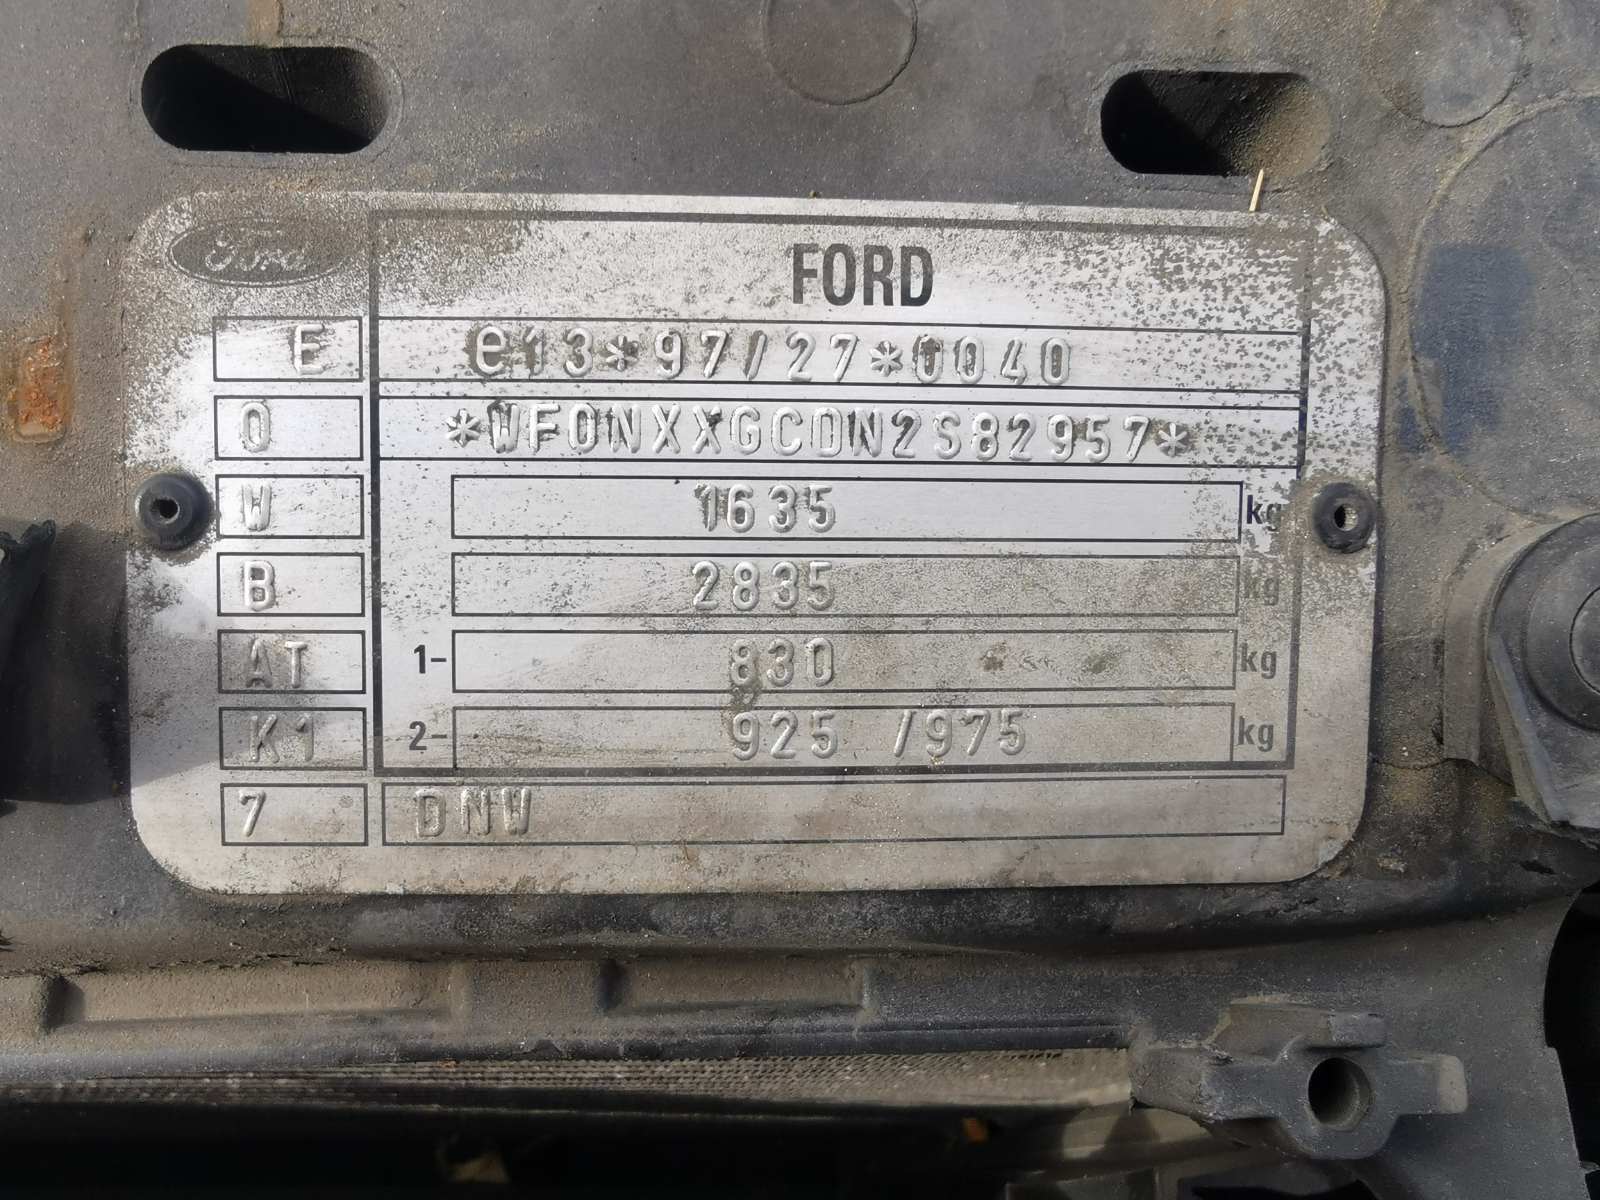 Ford
FORD
E e13*97/27*0040
O *WF0NXXGCDN2S82957*
W 1635 kg
B 2835 kg
AT 1- 830 kg
K1 2- 925 /975 kg
7 DNW